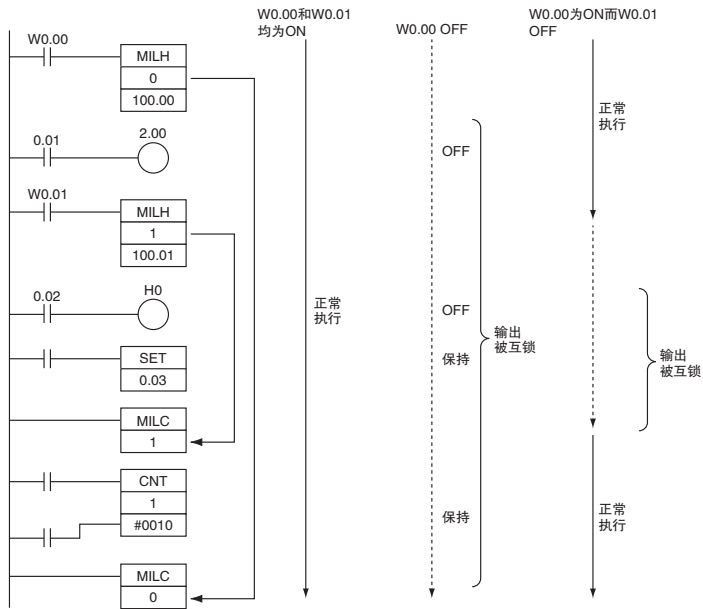 W0.00
MILH
0
100.00
0.01
2.00
W0.01
MILH
1
100.01
0.02
H0
SET
0.03
MILC
1
CNT
1
#0010
MILC
0
W0.00和W0.01
均为ON
正常
执行
W0.00 OFF
OFF
OFF
保持
保持
输出
被互锁
W0.00为ON而W0.01
OFF
正常
执行
输出
被互锁
正常
执行